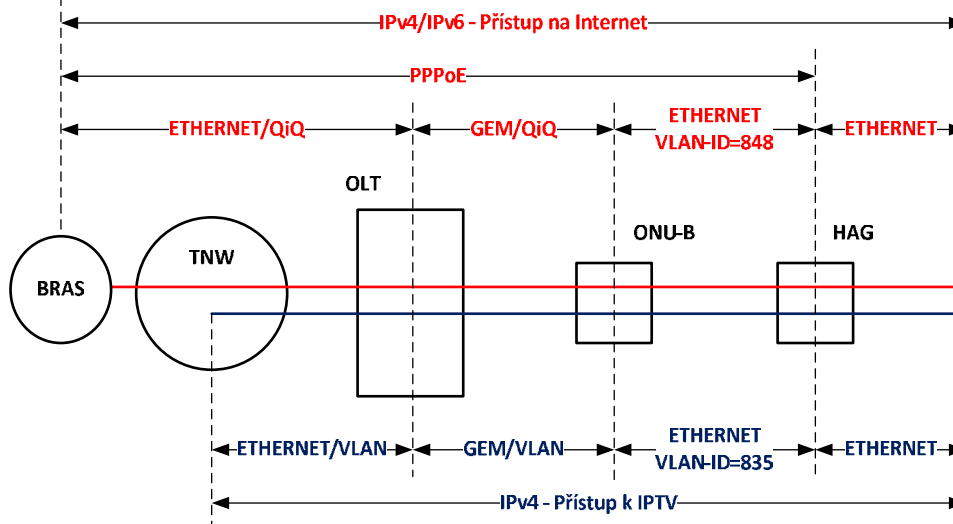 IPv4/IPv6 - Přístup na Internet
PPPoE
ETHERNET/QiQ
GEM/QiQ
ETHERNET
VLAN-ID=848
ETHERNET
OLT
ONU-B
HAG
TNW
BRAS
ETHERNET/VLAN
GEM/VLAN
ETHERNET
VLAN-ID=835
ETHERNET
IPv4 - Přístup k IPTV